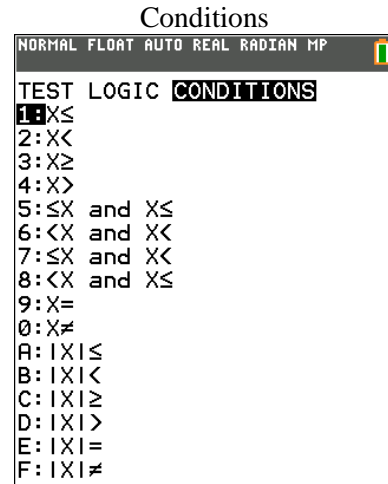 Conditions
NORMAL FLOAT AUTO REAL RADIAN MP
TEST LOGIC CONDITIONS
1:X≤
2:X<
3:X≥
4:X>
5:≤X and X≤
6:<X and X<
7:≤X and X<
8:<X and X≤
9:X=
0:X≠
A:|X|≤
B:|X|<
C:|X|≥
D:|X|>
E:|X|=
F:|X|≠